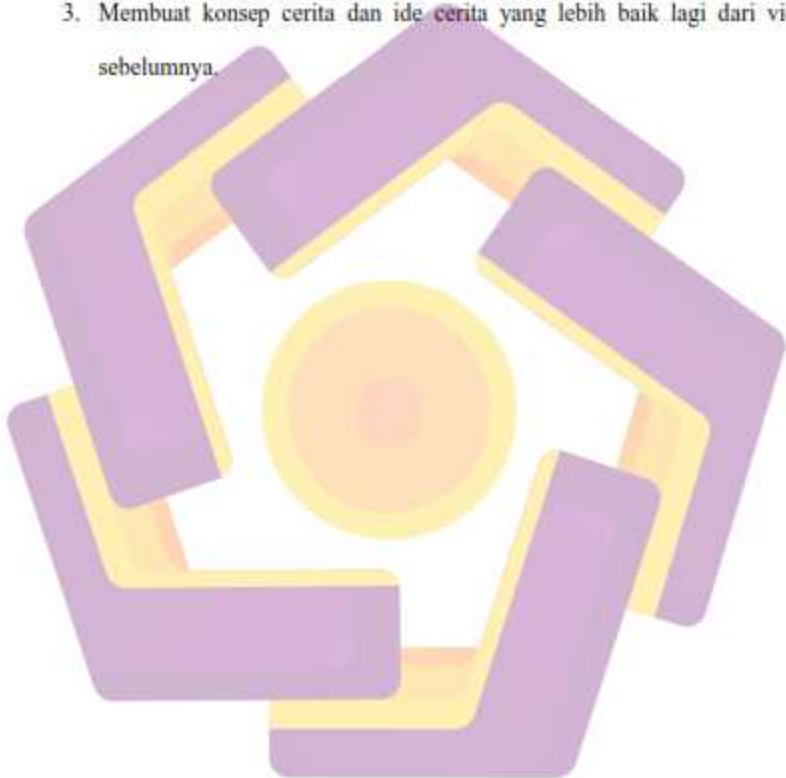 3. Membuat konsep cerita dan ide cerita yang lebih baik lagi dari
sebelumnya.